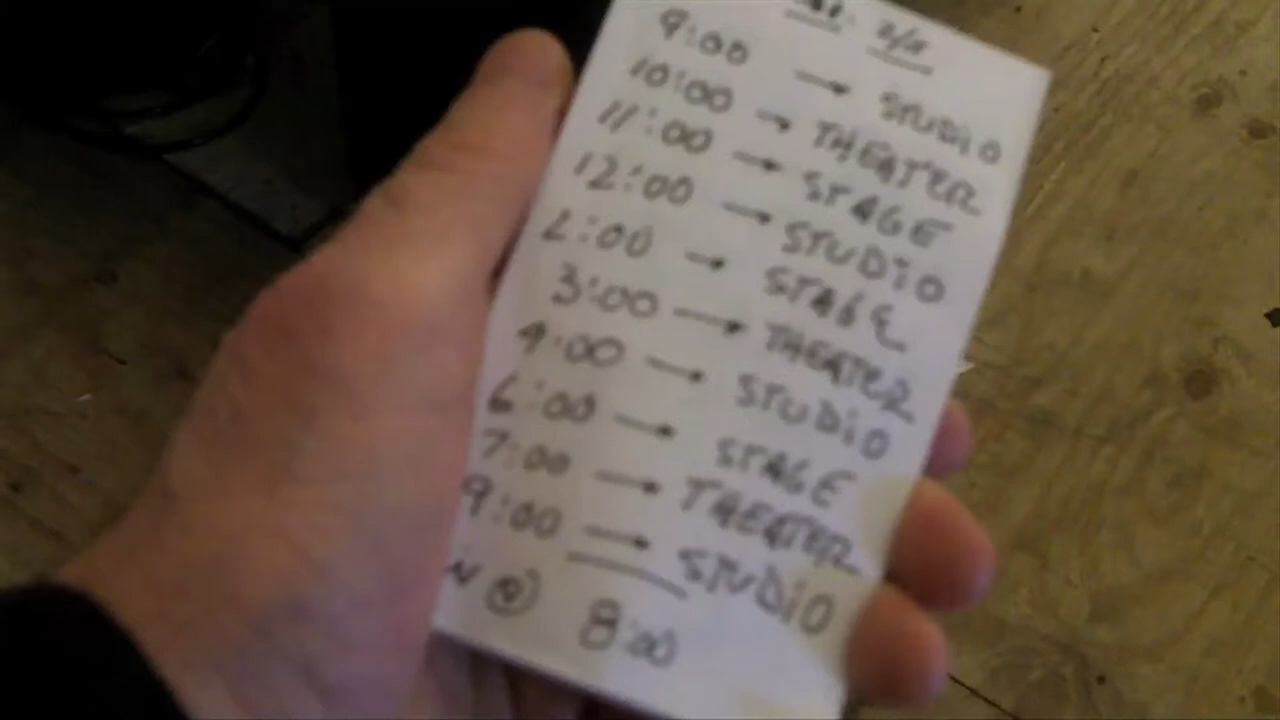 9:00 → STUDiO
10:00 → THEATER
11:00 → STAGE
12:00 → STUDiO
2:00 → STAGE
3:00 → THEATER
4:00 → STUDiO
6:00 → STAGE
7:00 → THEATER
9:00 → STUDiO
@ 8:00